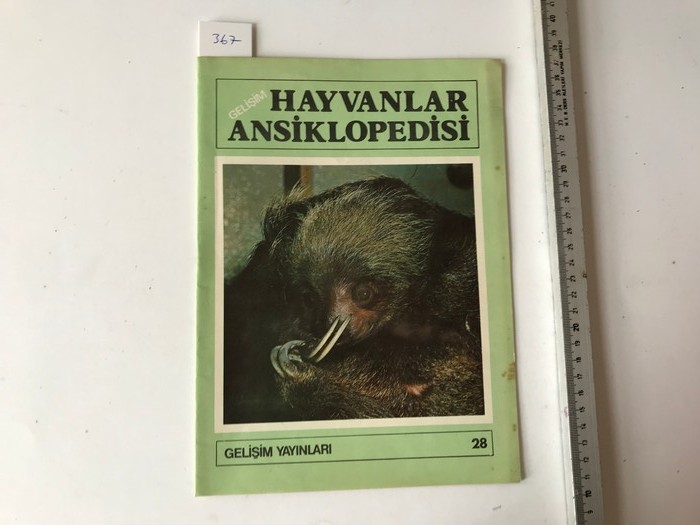 367
GELİŞİM
HAYVANLAR
ANSİKLOPEDİSİ
GELİŞİM YAYINLARI
28